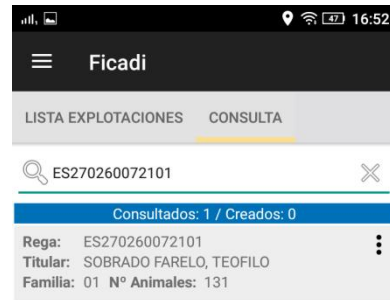 47 16:52
Ficadi
LISTA EXPLOTACIONES CONSULTA
ES270260072101
Consultados: 1 / Creados: 0
Rega: ES270260072101
Titular: SOBRADO FARELO, TEOFILO
Familia: 01 Nº Animales: 131